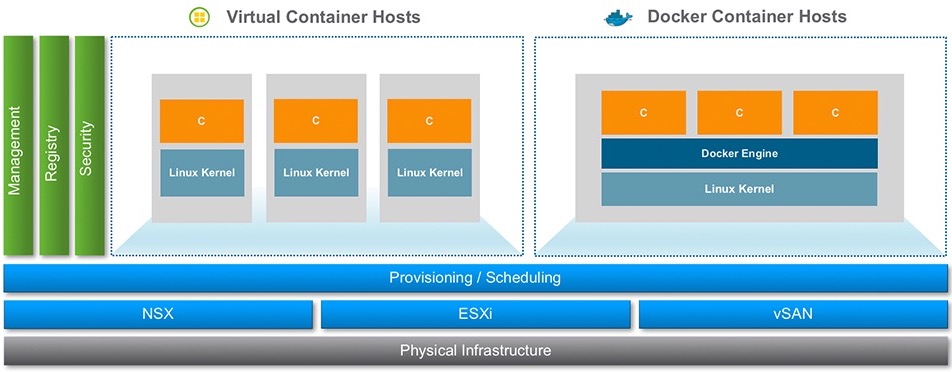 Virtual Container Hosts
Docker Container Hosts
Management
Registry
Security
C
C
C
Linux Kernel
Linux Kernel
Linux Kernel
C
C
C
Docker Engine
Linux Kernel
Provisioning / Scheduling
NSX
ESXi
vSAN
Physical Infrastructure